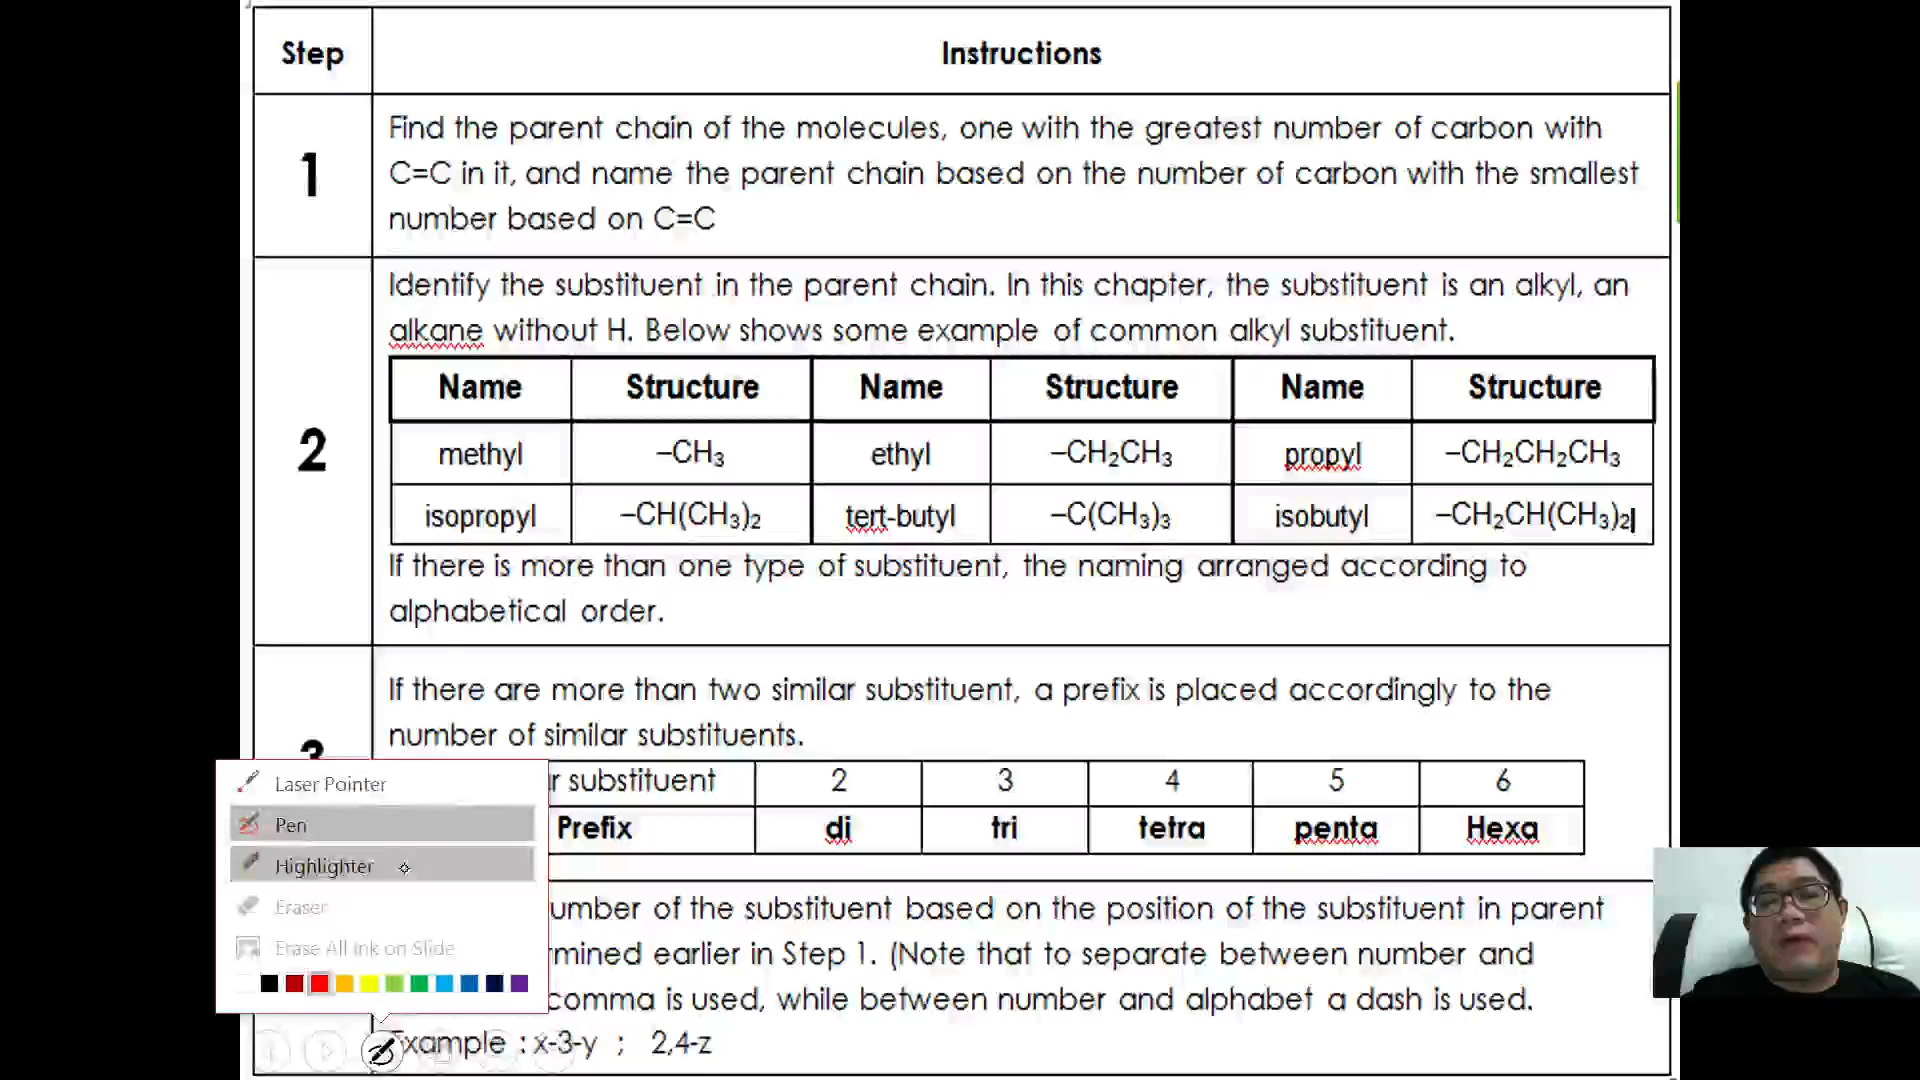 Step Instructions
1
Find the parent chain of the molecules, one with the greatest number of carbon with
C=C in it, and name the parent chain based on the number of carbon with the smallest
number based on C=C
2
Identify the substituent in the parent chain. In this chapter, the substituent is an alkyl, an
alkane without H. Below shows some example of common alkyl substituent.
Name Structure Name Structure Name Structure
methyl –CH₃ ethyl –CH₂CH₃ propyl –CH₂CH₂CH₃
isopropyl –CH(CH₃)₂ tert-butyl –C(CH₃)₃ isobutyl –CH₂CH(CH₃)₂
If there is more than one type of substituent, the naming arranged according to
alphabetical order.
3
If there are more than two similar substituent, a prefix is placed accordingly to the
number of similar substituents.
substituent 2 3 4 5 6
Prefix di tri tetra penta Hexa
umber of the substituent based on the position of the substituent in parent
rmined earlier in Step 1. (Note that to separate between number and
comma is used, while between number and alphabet a dash is used.
Example : x-3-y ; 2,4-z
Laser Pointer
Pen
Highlighter
Eraser
Erase All Ink on Slide